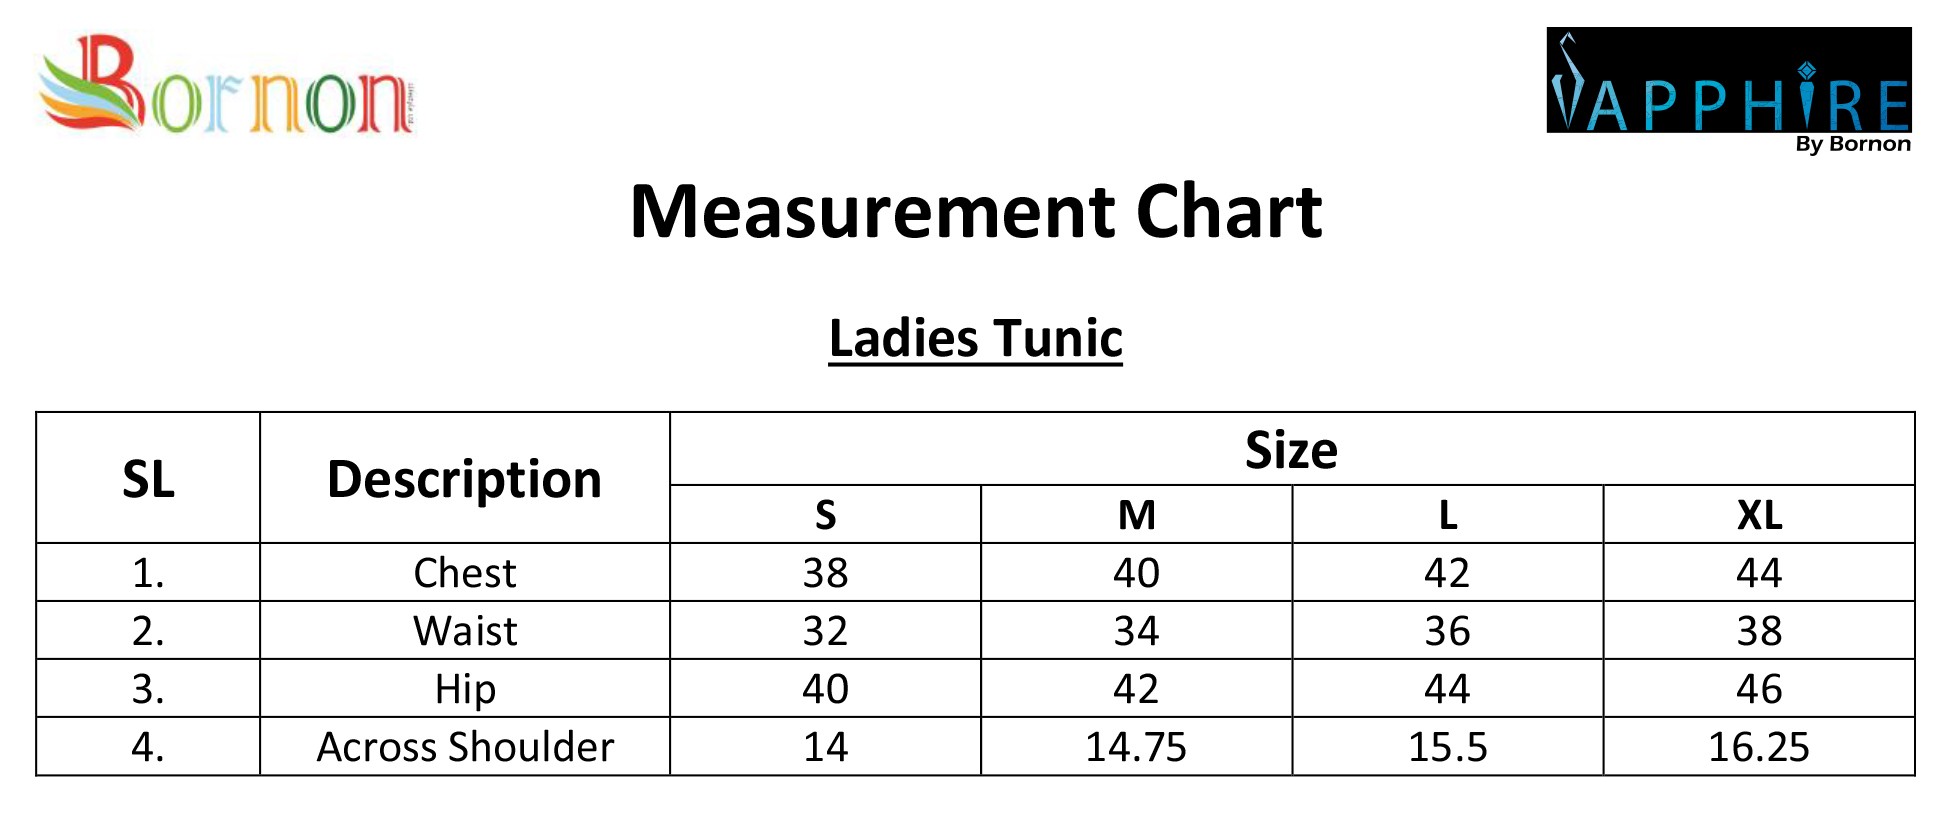 Bornon
SAPPHIRE
By Bornon
Measurement Chart
Ladies Tunic
SL Description Size
S M L XL
1. Chest 38 40 42 44
2. Waist 32 34 36 38
3. Hip 40 42 44 46
4. Across Shoulder 14 14.75 15.5 16.25